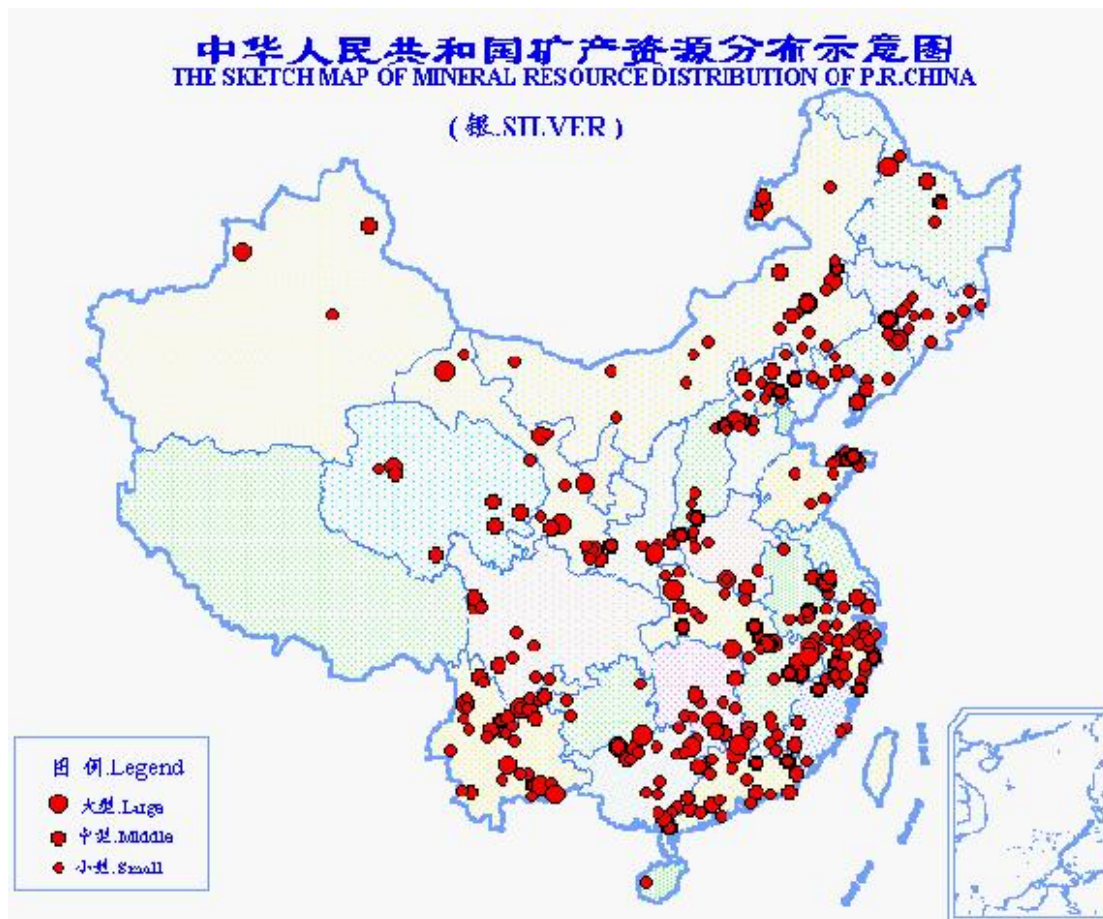 中华人民共和国矿产资源分布示意图
THE SKETCH MAP OF MINERAL RESOURCE DISTRIBUTION OF P.R.CHINA
(银.SILVER)
图 例.Legend
大型.Large
中型.Middle
小型.Small